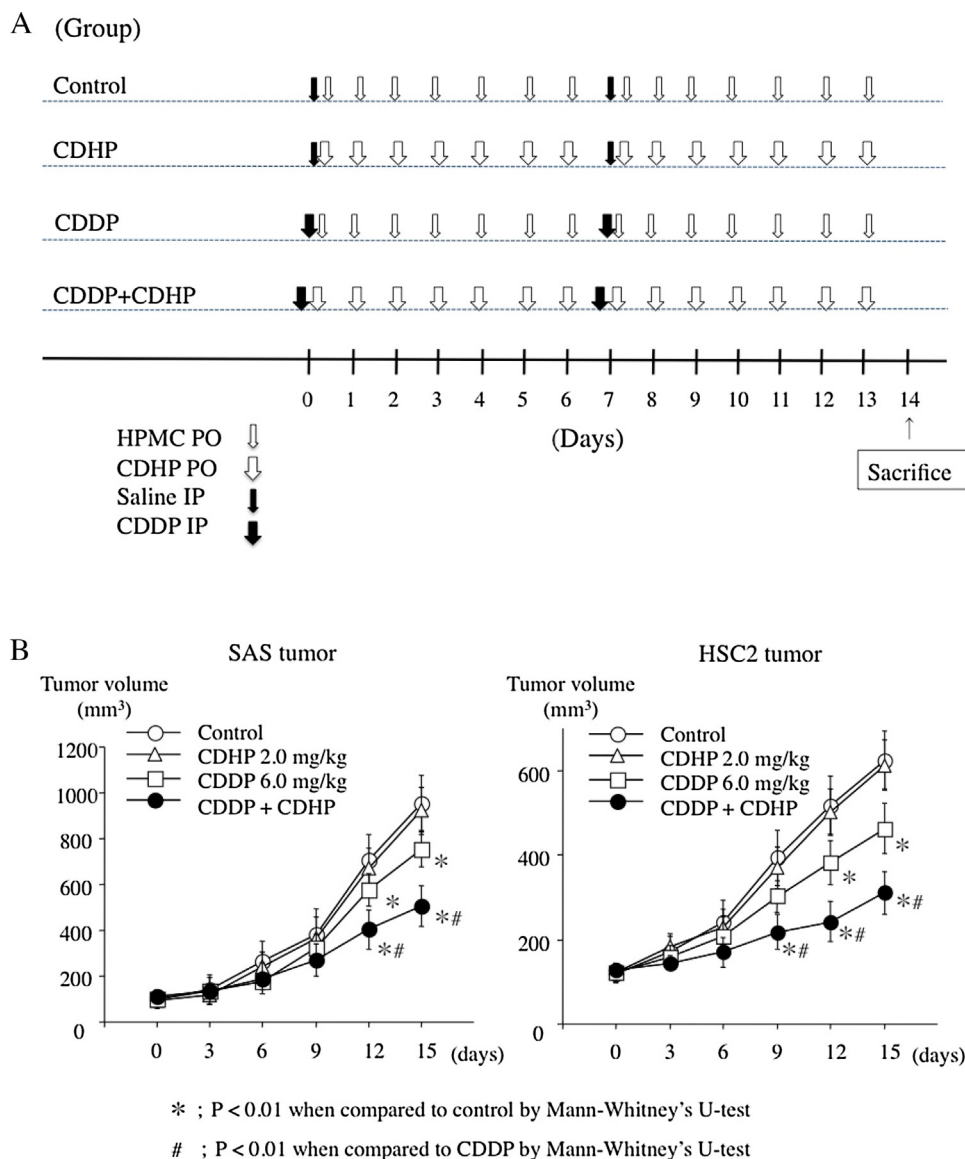 A (Group)
Control
CDHP
CDDP
CDDP+CDHP
0 1 2 3 4 5 6 7 8 9 10 11 12 13 14
(Days)
HPMC PO
CDHP PO
Saline IP
CDDP IP
Sacrifice
B
SAS tumor
Tumor volume
(mm³)
Control
CDHP 2.0 mg/kg
CDDP 6.0 mg/kg
CDDP + CDHP
1200
1000
800
600
400
200
0
*
*
*#
*#
0 3 6 9 12 15 (days)
HSC2 tumor
Tumor volume
(mm³)
Control
CDHP 2.0 mg/kg
CDDP 6.0 mg/kg
CDDP + CDHP
600
400
200
0
*
*
*#
*#
*#
0 3 6 9 12 15 (days)
* ; P < 0.01 when compared to control by Mann-Whitney's U-test
# ; P < 0.01 when compared to CDDP by Mann-Whitney's U-test